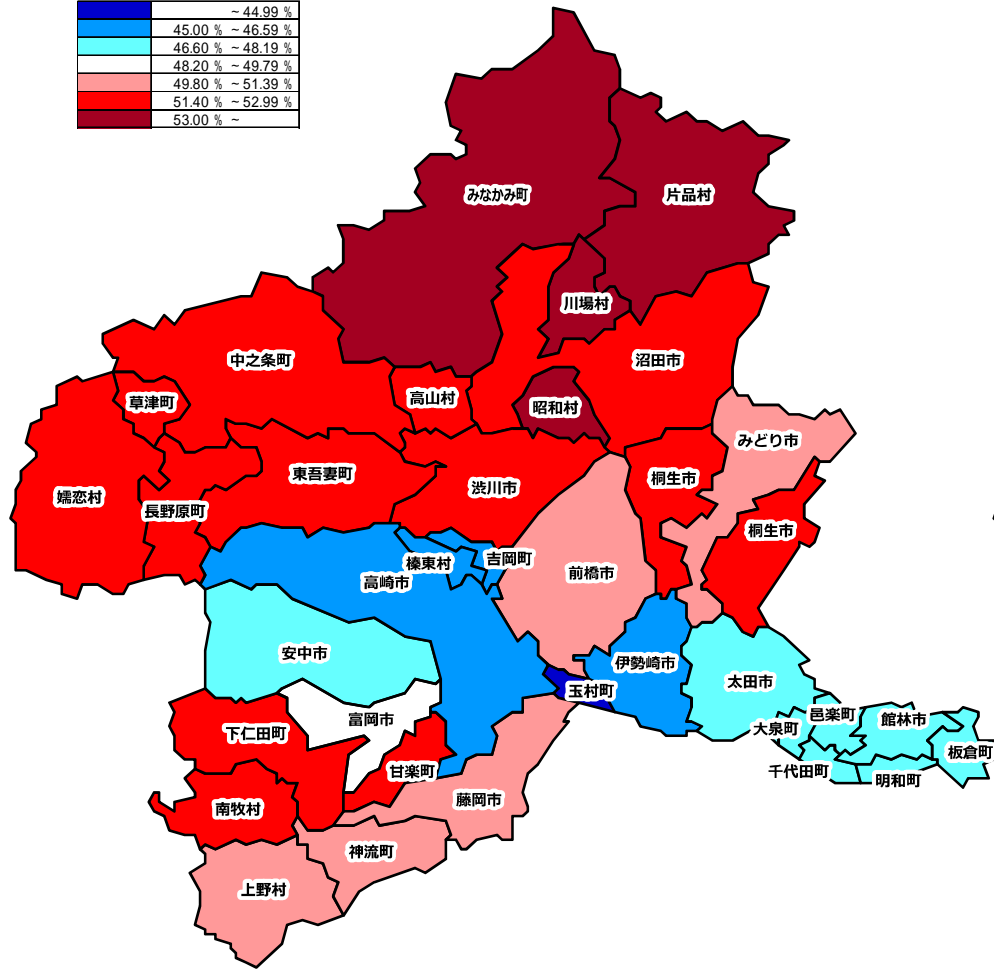 ~ 44.99 %
45.00 % ~ 46.59 %
46.60 % ~ 48.19 %
48.20 % ~ 49.79 %
49.80 % ~ 51.39 %
51.40 % ~ 52.99 %
53.00 % ~
みなかみ町
片品村
川場村
中之条町
沼田市
高山村
草津町
昭和村
みどり市
東吾妻町
桐生市
渋川市
嬬恋村
長野原町
桐生市
吉岡町
榛東村
前橋市
高崎市
安中市
伊勢崎市
太田市
玉村町
邑楽町
館林市
富岡市
大泉町
下仁田町
板倉町
甘楽町
千代田町
明和町
藤岡市
南牧村
神流町
上野村